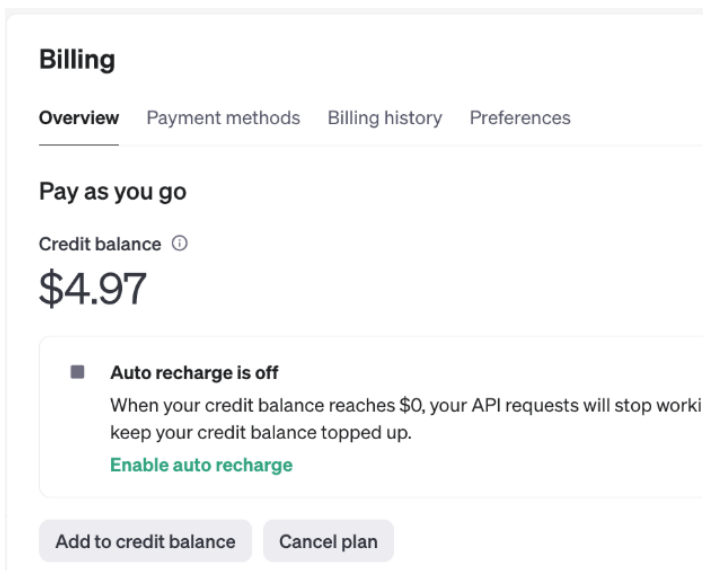 Billing
Overview Payment methods Billing history Preferences
Pay as you go
Credit balance
$4.97
Auto recharge is off
When your credit balance reaches $0, your API requests will stop worki
keep your credit balance topped up.
Enable auto recharge
Add to credit balance Cancel plan